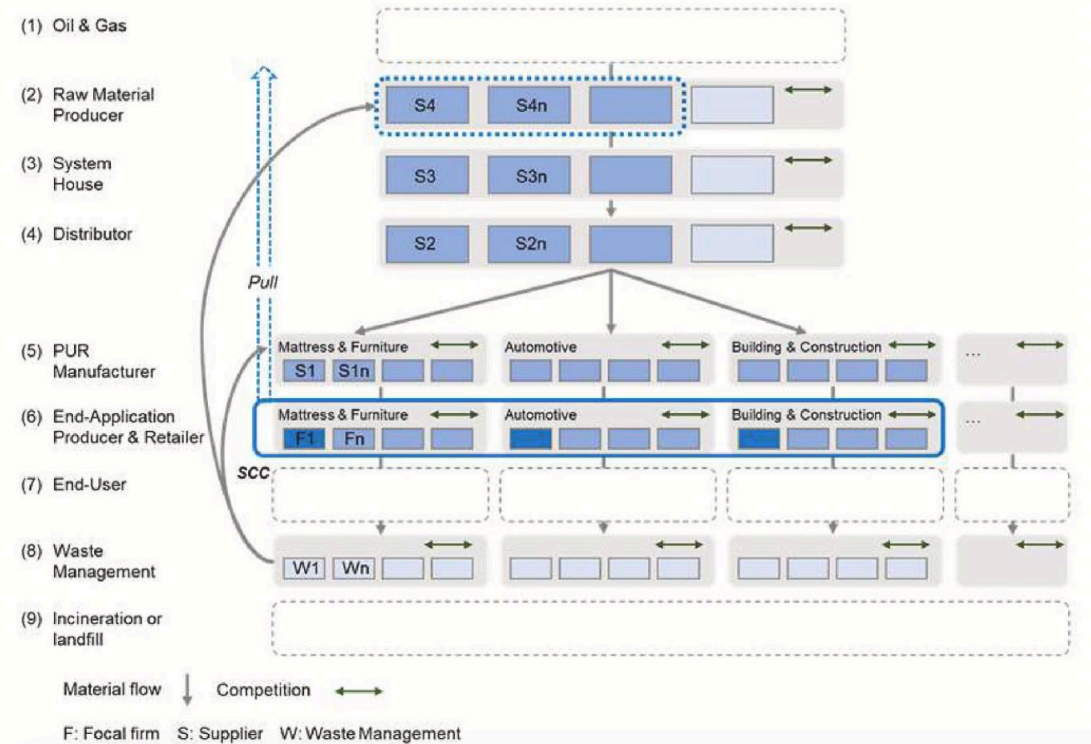 (1) Oil & Gas
(2) Raw Material
Producer
S4 S4n
(3) System
House
S3 S3n
(4) Distributor
S2 S2n
Pull
(5) PUR
Manufacturer
Mattress & Furniture Automotive Building & Construction ...
S1 S1n
(6) End-Application
Producer & Retailer
Mattress & Furniture Automotive Building & Construction ...
F1 Fn
SCC
(7) End-User
(8) Waste
Management
W1 Wn
(9) Incineration or
landfill
Material flow Competition
F: Focal firm S: Supplier W: Waste Management